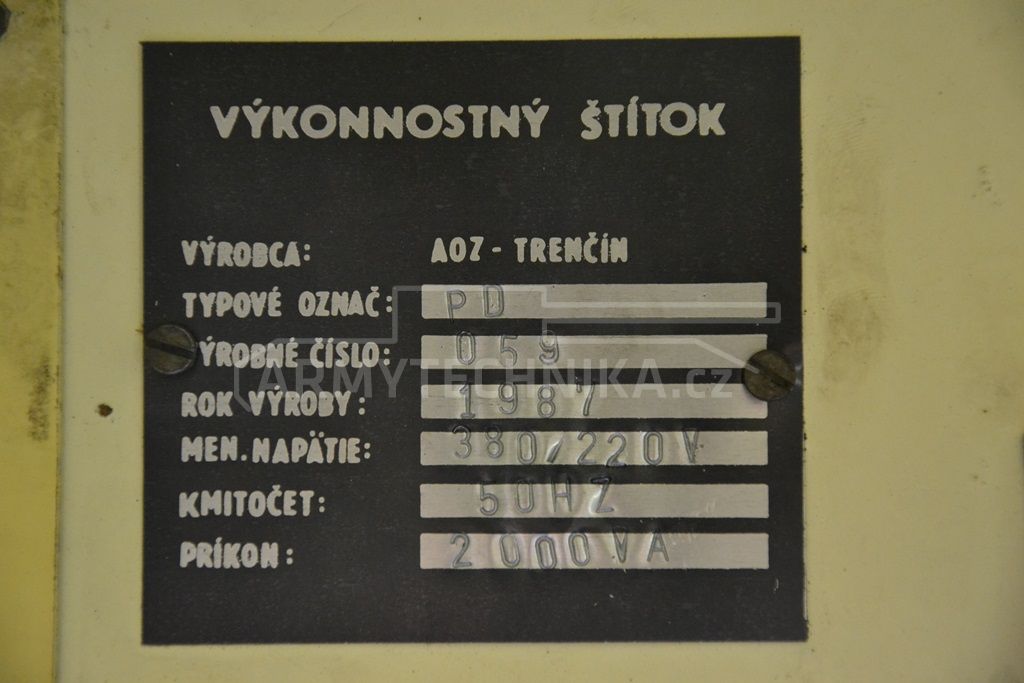 VÝKONNOSTNÝ ŠTÍTOK
VÝROBCA: AOZ - TRENČÍN
TYPOVÉ OZNAČ: PD
VÝROBNÉ ČÍSLO: 059
ARMYTECHNIKA.cz
ROK VÝROBY: 1987
MEN. NAPÄTIE: 380/220V
KMITOČET: 50HZ
PRÍKON: 2000VA